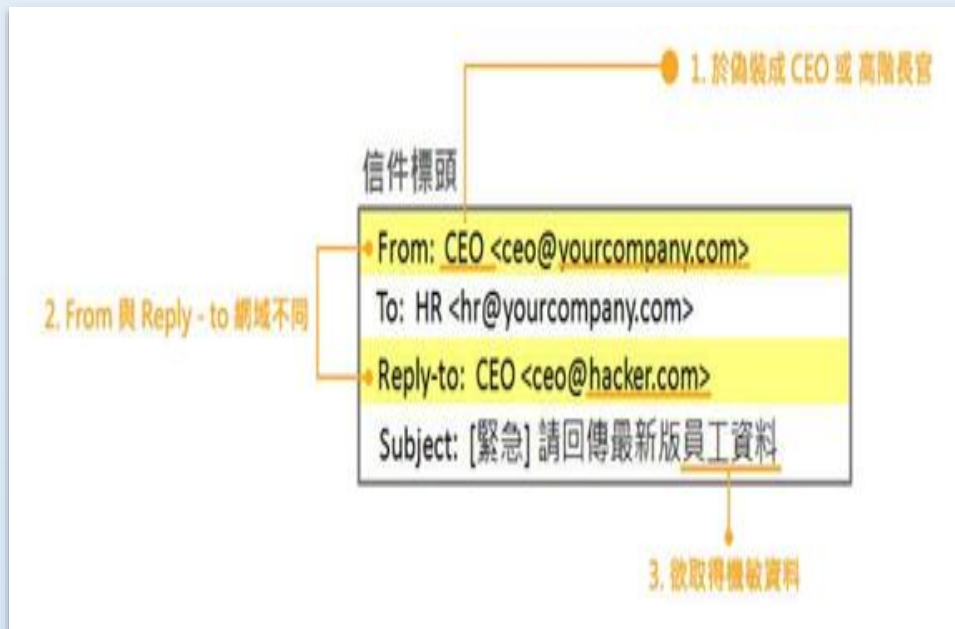 1. 於偽裝成 CEO 或 高階長官
信件標頭
From: CEO <ceo@yourcompany.com>
To: HR <hr@yourcompany.com>
2. From 與 Reply - to 網域不同
Reply-to: CEO <ceo@hacker.com>
Subject: [緊急] 請回傳最新版員工資料
3. 欲取得機敏資料